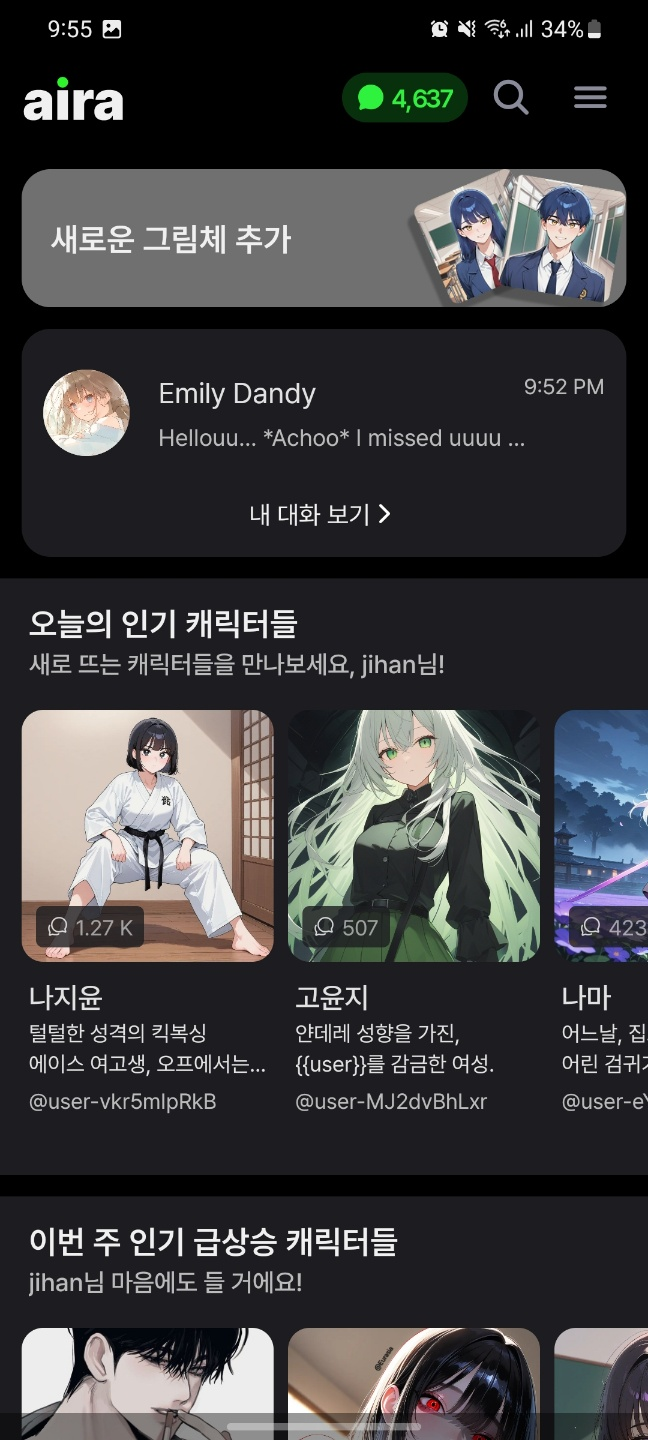 9:55
34%
aira
4,637
새로운 그림체 추가
Emily Dandy
9:52 PM
Hellouu... *Achoo* I missed uuuu ...
내 대화 보기
오늘의 인기 캐릭터들
새로 뜨는 캐릭터들을 만나보세요, jihan님!
1.27 K
507
423
나지윤
털털한 성격의 킥복싱
에이스 여고생, 오프에서는...
@user-vkr5mlpRkB
고윤지
얀데레 성향을 가진,
{{user}}를 감금한 여성.
@user-MJ2dvBhLxr
나마
어느날, 집
어린 검귀
@user-e
이번 주 인기 급상승 캐릭터들
jihan님 마음에도 들 거에요!